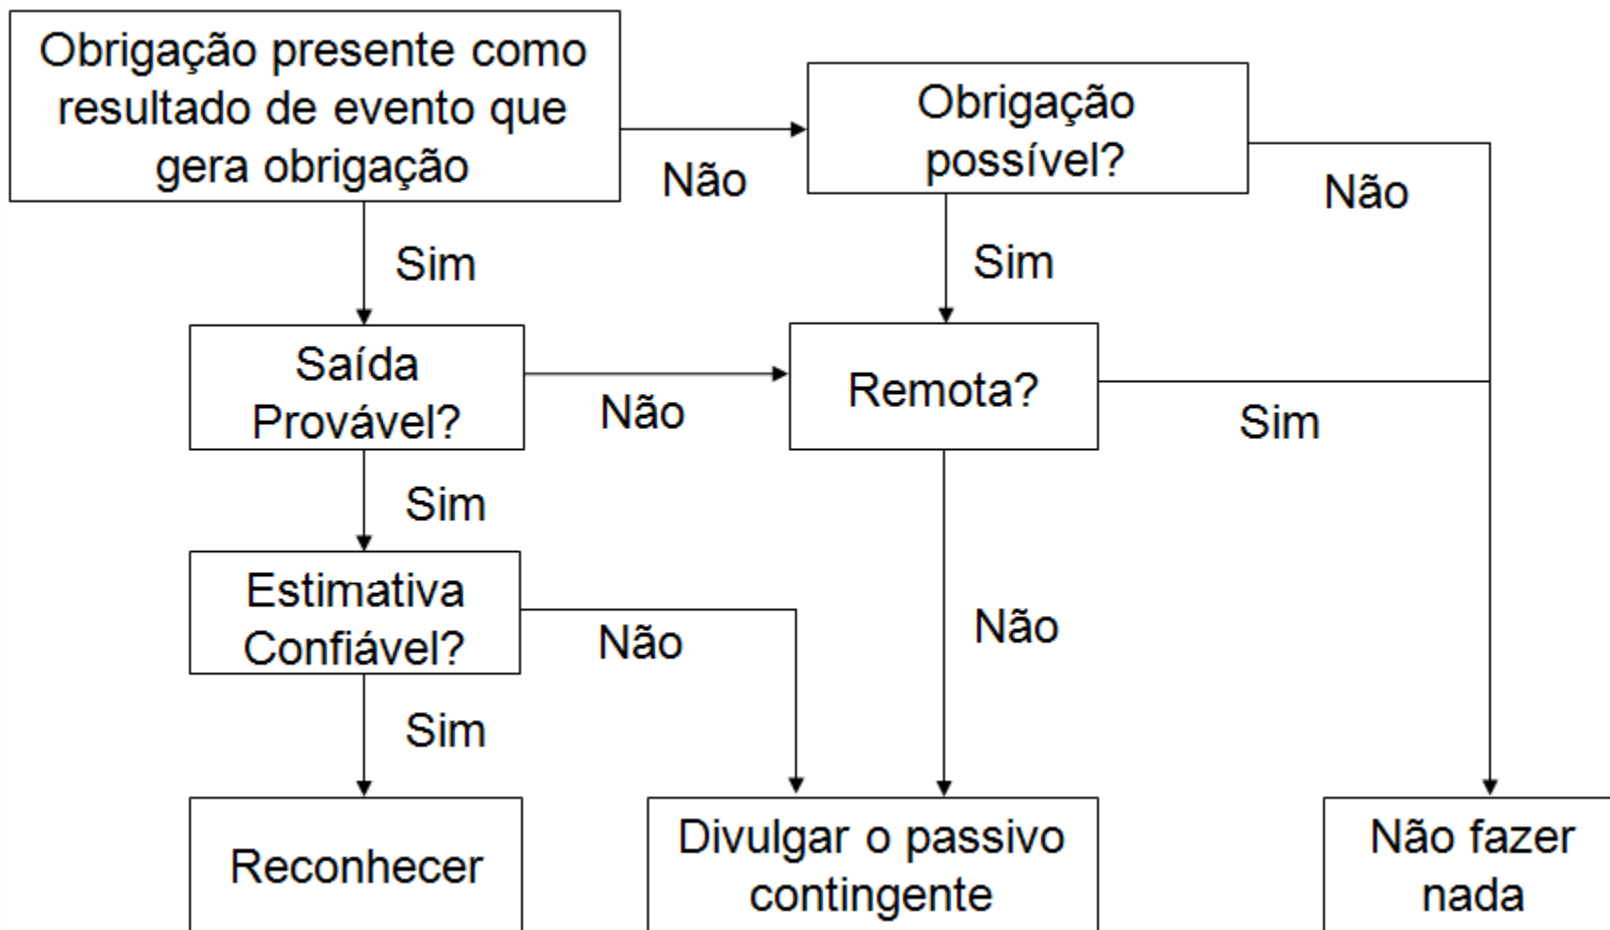 Obrigação presente como
resultado de evento que
gera obrigação
Não
Obrigação
possível?
Não
Sim
Sim
Saída
Provável?
Não
Remota?
Sim
Sim
Estimativa
Confiável?
Não
Não
Sim
Reconhecer
Divulgar o passivo
contingente
Não fazer
nada